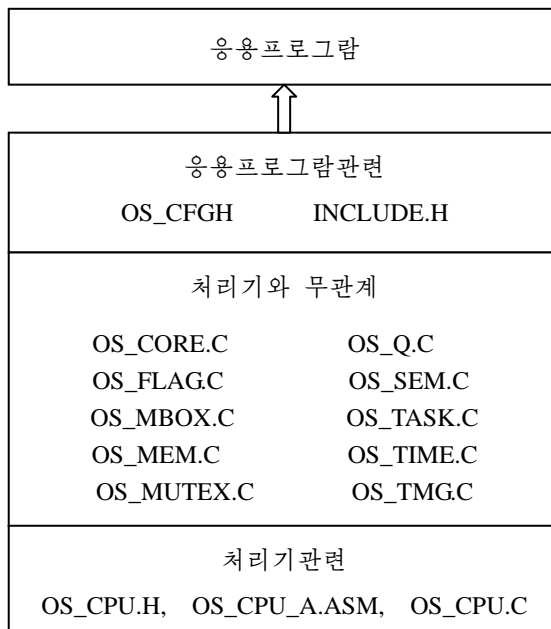 응용프로그람
응용프로그람관련
OS_CFGH INCLUDE.H
처리기와 무관계
OS_CORE.C OS_Q.C
OS_FLAG.C OS_SEM.C
OS_MBOX.C OS_TASK.C
OS_MEM.C OS_TIME.C
OS_MUTEX.C OS_TMG.C
처리기관련
OS_CPU.H, OS_CPU_A.ASM, OS_CPU.C